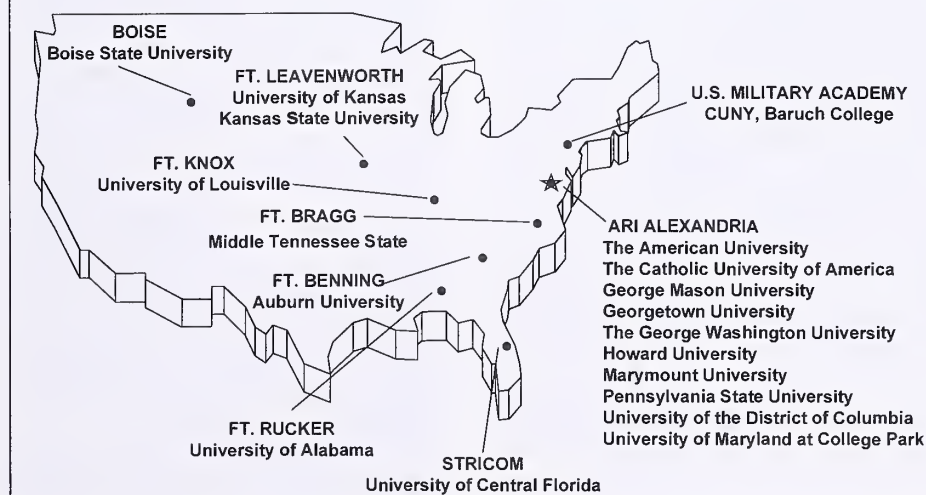 BOISE
Boise State University
FT. LEAVENWORTH
University of Kansas
Kansas State University
U.S. MILITARY ACADEMY
CUNY, Baruch College
FT. KNOX
University of Louisville
FT. BRAGG
Middle Tennessee State
FT. BENNING
Auburn University
FT. RUCKER
University of Alabama
STRICOM
University of Central Florida
ARI ALEXANDRIA
The American University
The Catholic University of America
George Mason University
Georgetown University
The George Washington University
Howard University
Marymount University
Pennsylvania State University
University of the District of Columbia
University of Maryland at College Park